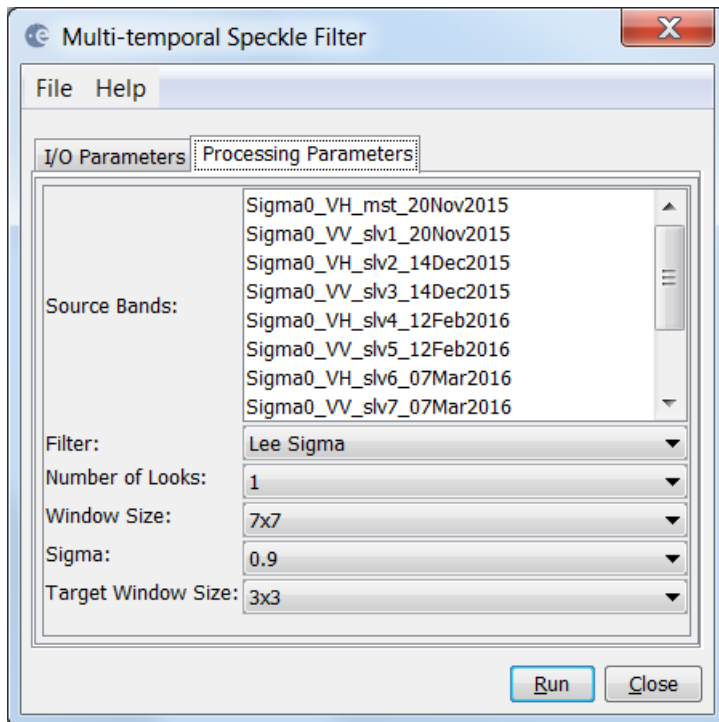 Multi-temporal Speckle Filter
File Help
I/O Parameters Processing Parameters
Source Bands:
Sigma0_VH_mst_20Nov2015
Sigma0_VV_slv1_20Nov2015
Sigma0_VH_slv2_14Dec2015
Sigma0_VV_slv3_14Dec2015
Sigma0_VH_slv4_12Feb2016
Sigma0_VV_slv5_12Feb2016
Sigma0_VH_slv6_07Mar2016
Sigma0_VV_slv7_07Mar2016
Filter: Lee Sigma
Number of Looks: 1
Window Size: 7x7
Sigma: 0.9
Target Window Size: 3x3
Run Close